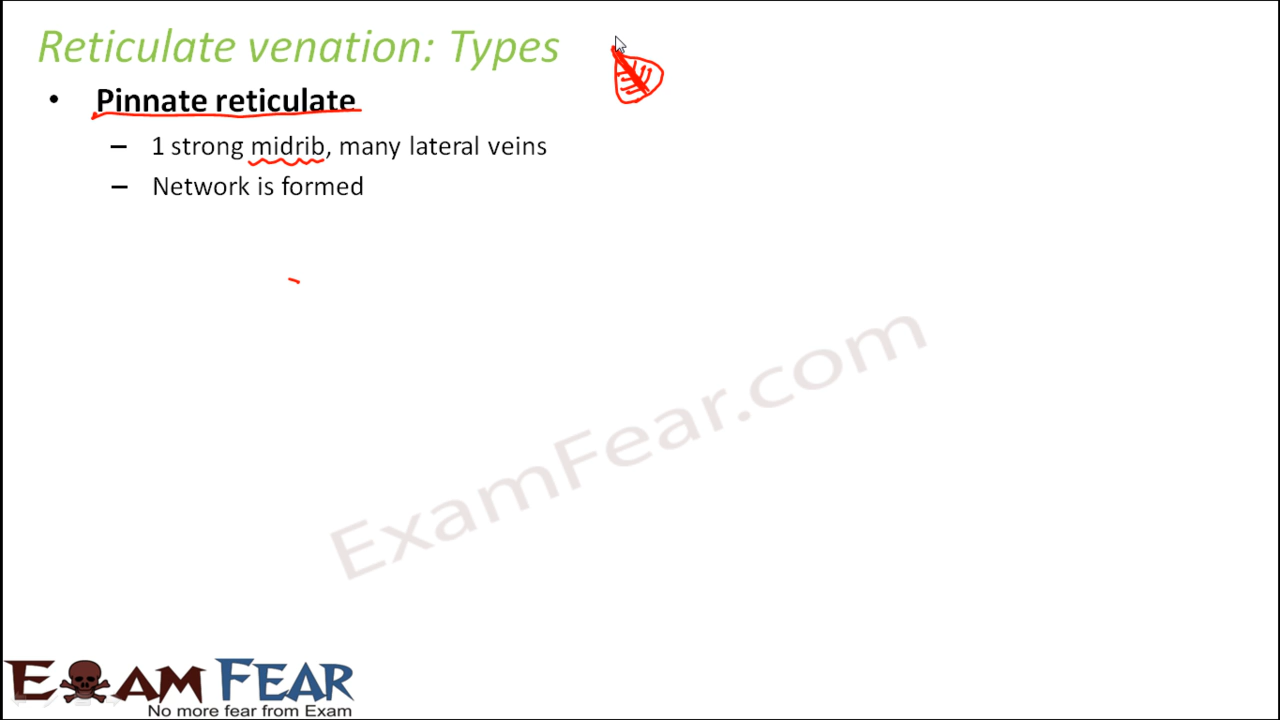 Reticulate venation: Types
• Pinnate reticulate
– 1 strong midrib, many lateral veins
– Network is formed
ExamFear.com
EXAM FEAR
No more fear from Exam